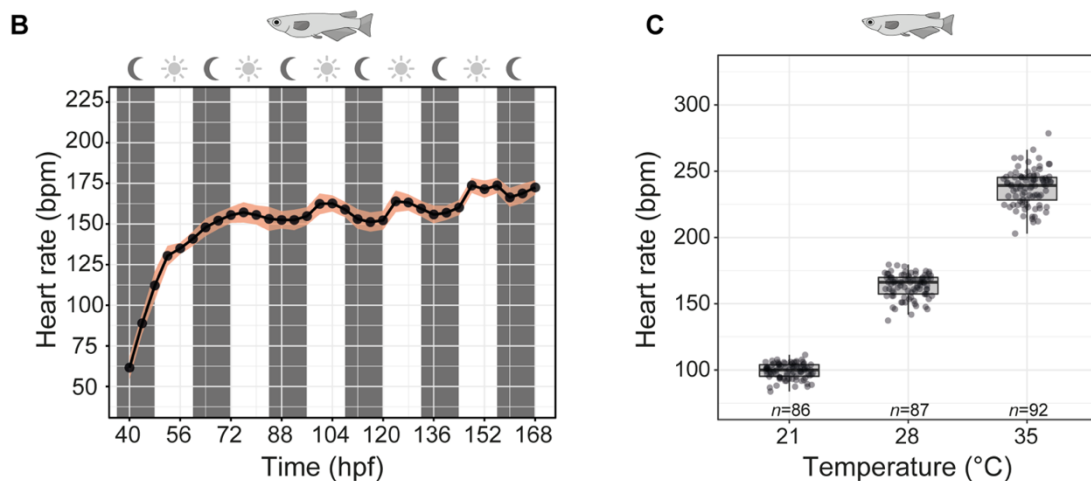 B
Heart rate (bpm)
225
200
175
150
125
100
75
50
40 56 72 88 104 120 136 152 168
Time (hpf)
C
Heart rate (bpm)
300
250
200
150
100
n=86 n=87 n=92
21 28 35
Temperature (°C)